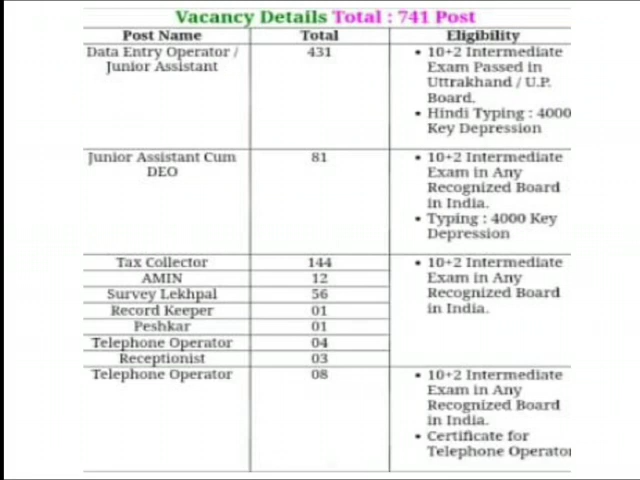 Vacancy Details Total : 741 Post
Post Name Total Eligibility
Data Entry Operator / Junior Assistant 431
• 10+2 Intermediate
Exam Passed in
Uttrakhand / U.P.
Board.
• Hindi Typing : 4000
Key Depression
Junior Assistant Cum DEO 81
• 10+2 Intermediate
Exam in Any
Recognized Board
in India.
• Typing : 4000 Key
Depression
Tax Collector 144
AMIN 12
Survey Lekhpal 56
Record Keeper 01
Peshkar 01
Telephone Operator 04
Receptionist 03
• 10+2 Intermediate
Exam in Any
Recognized Board
in India.
Telephone Operator 08
• 10+2 Intermediate
Exam in Any
Recognized Board
in India.
• Certificate for
Telephone Operator